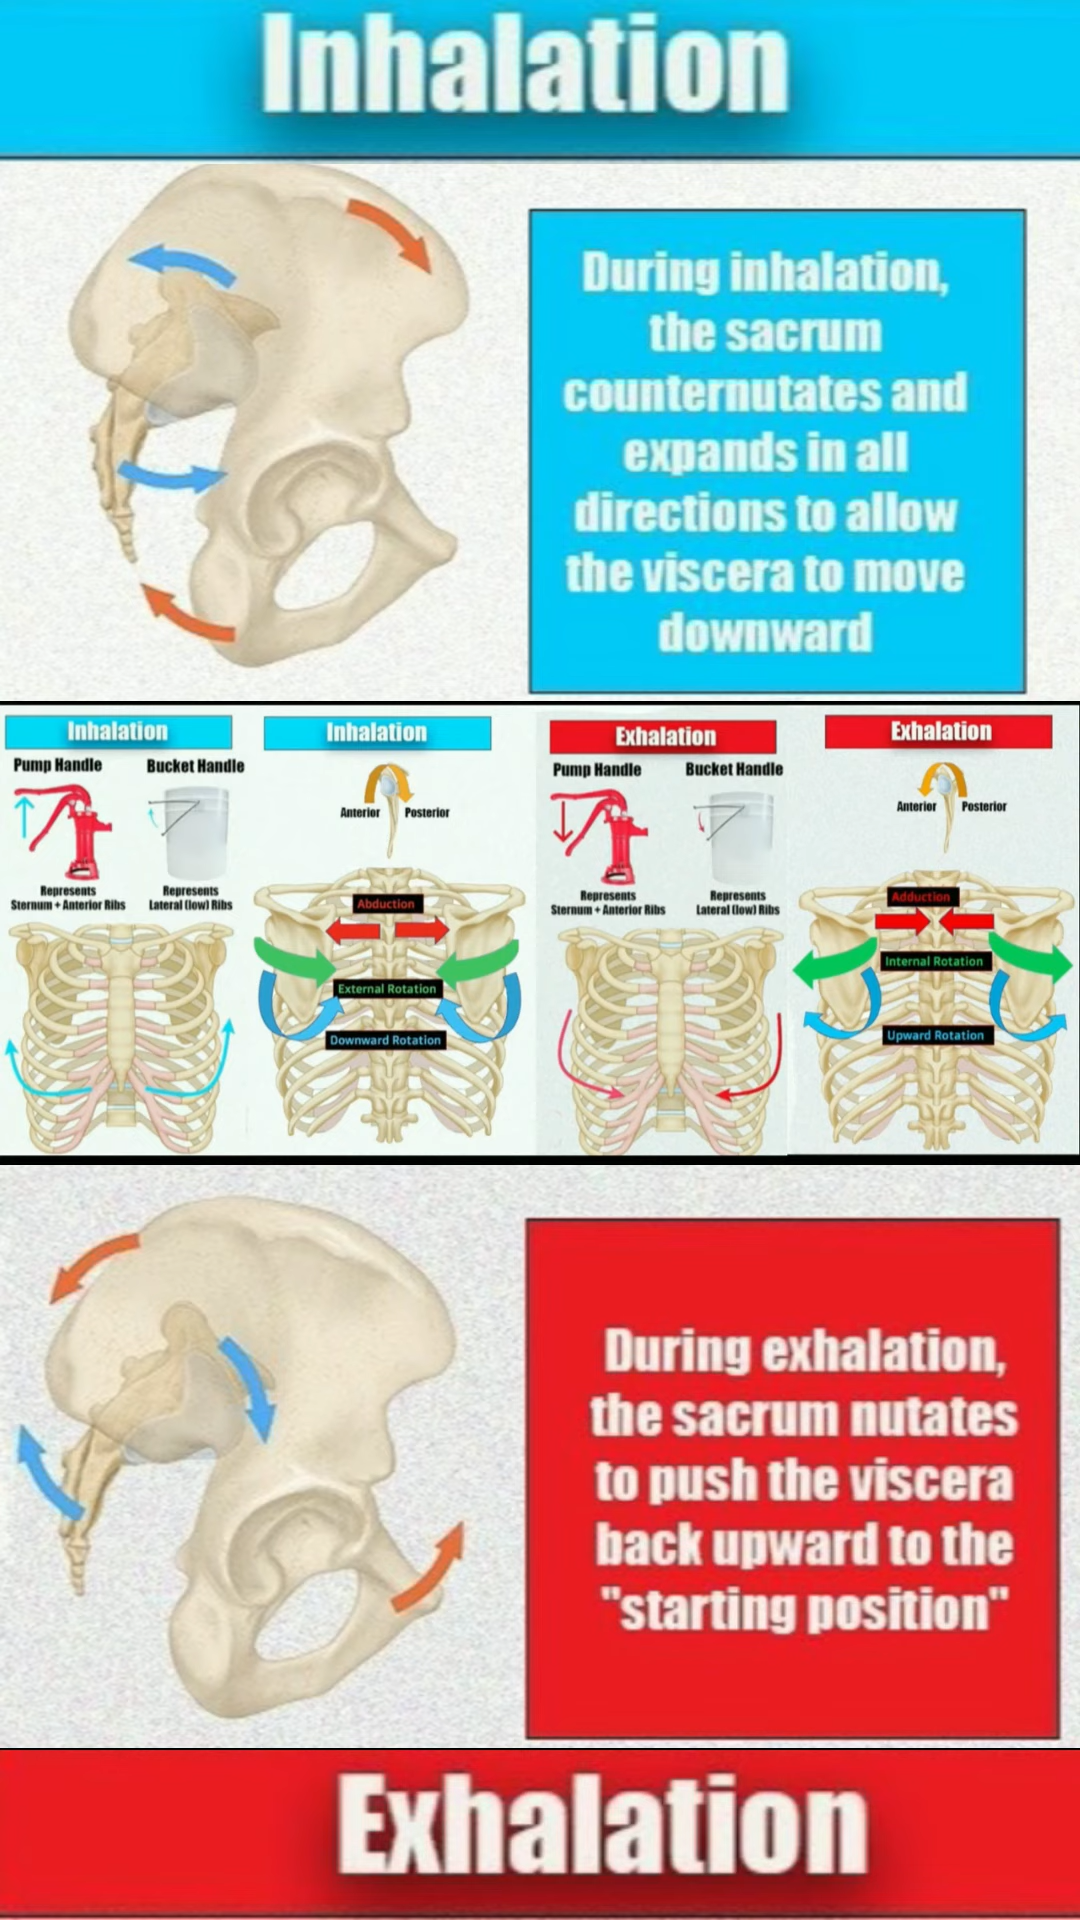 Inhalation
During inhalation,
the sacrum
counternutates and
expands in all
directions to allow
the viscera to move
downward
Inhalation
Pump Handle
Bucket Handle
Represents
Sternum + Anterior Ribs
Represents
Lateral (low) Ribs
Inhalation
Anterior
Posterior
Abduction
External Rotation
Downward Rotation
Exhalation
Pump Handle
Bucket Handle
Represents
Sternum + Anterior Ribs
Represents
Lateral (low) Ribs
Exhalation
Anterior
Posterior
Adduction
Internal Rotation
Upward Rotation
During exhalation,
the sacrum nutates
to push the viscera
back upward to the
"starting position"
Exhalation